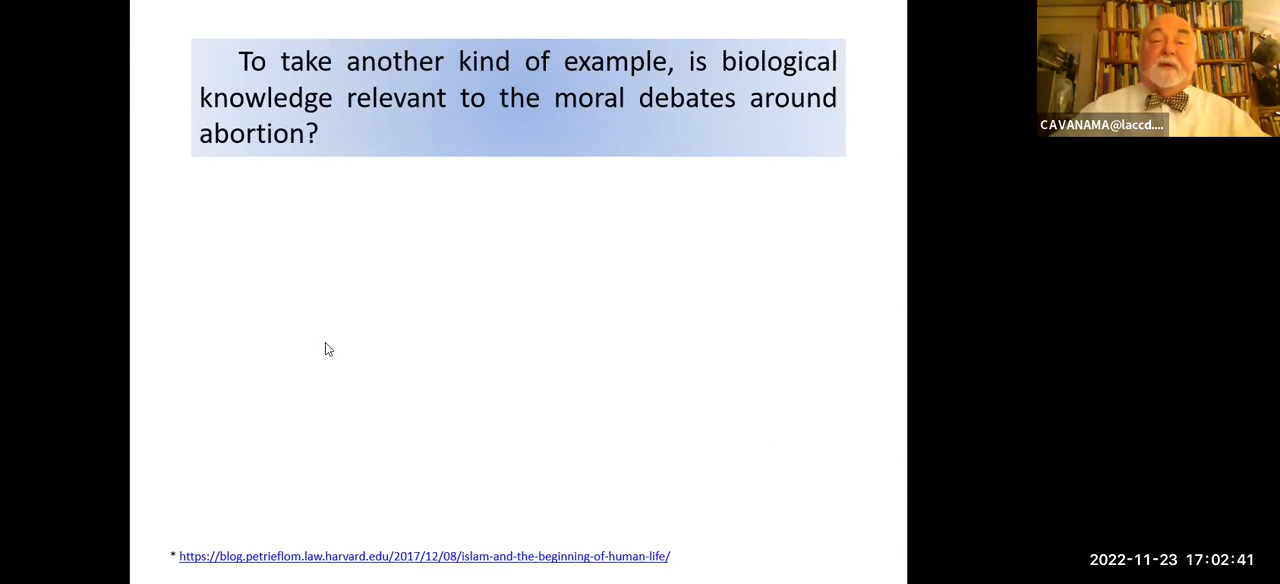 To take another kind of example, is biological
knowledge relevant to the moral debates around
abortion?
CAVANAMA@laccd....
* https://blog.petrieflom.law.harvard.edu/2017/12/08/islam-and-the-beginning-of-human-life/
2022-11-23 17:02:41